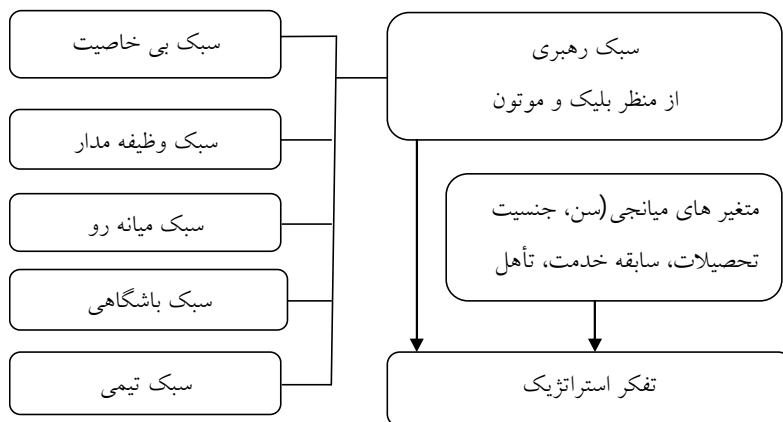 سبک رهبری
از منظر بلیک و موتون
سبک بی خاصیت
سبک وظیفه مدار
سبک میانه رو
سبک باشگاهی
سبک تیمی
متغیر های میانجی(سن، جنسیت
تحصیلات، سابقه خدمت، تأهل
تفکر استراتژیک